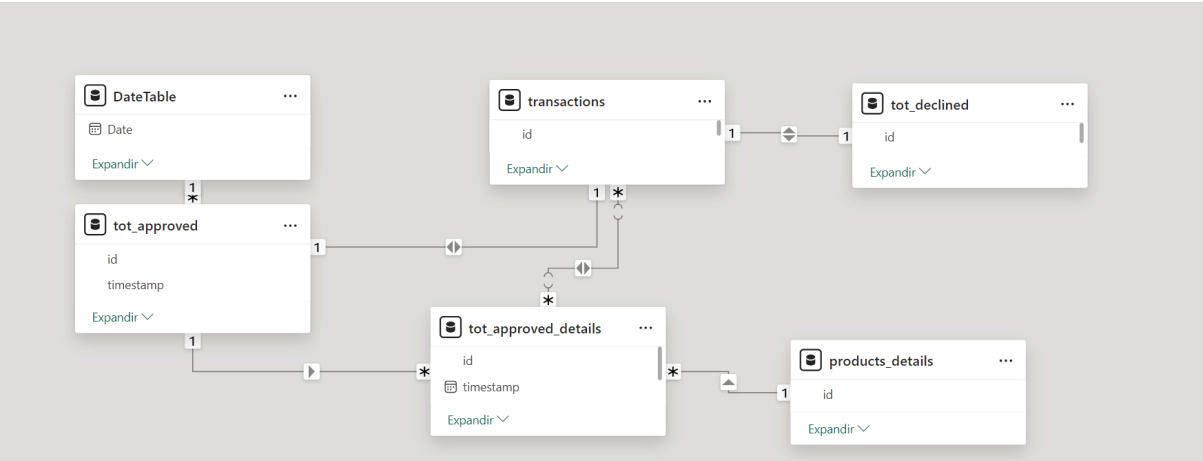 DateTable
Date
Expandir
1
*
tot_approved
id
timestamp
Expandir
1
1
transactions
id
Expandir
1
1
*
tot_declined
id
Expandir
1
*
tot_approved_details
id
timestamp
Expandir
*
*
products_details
id
Expandir
1